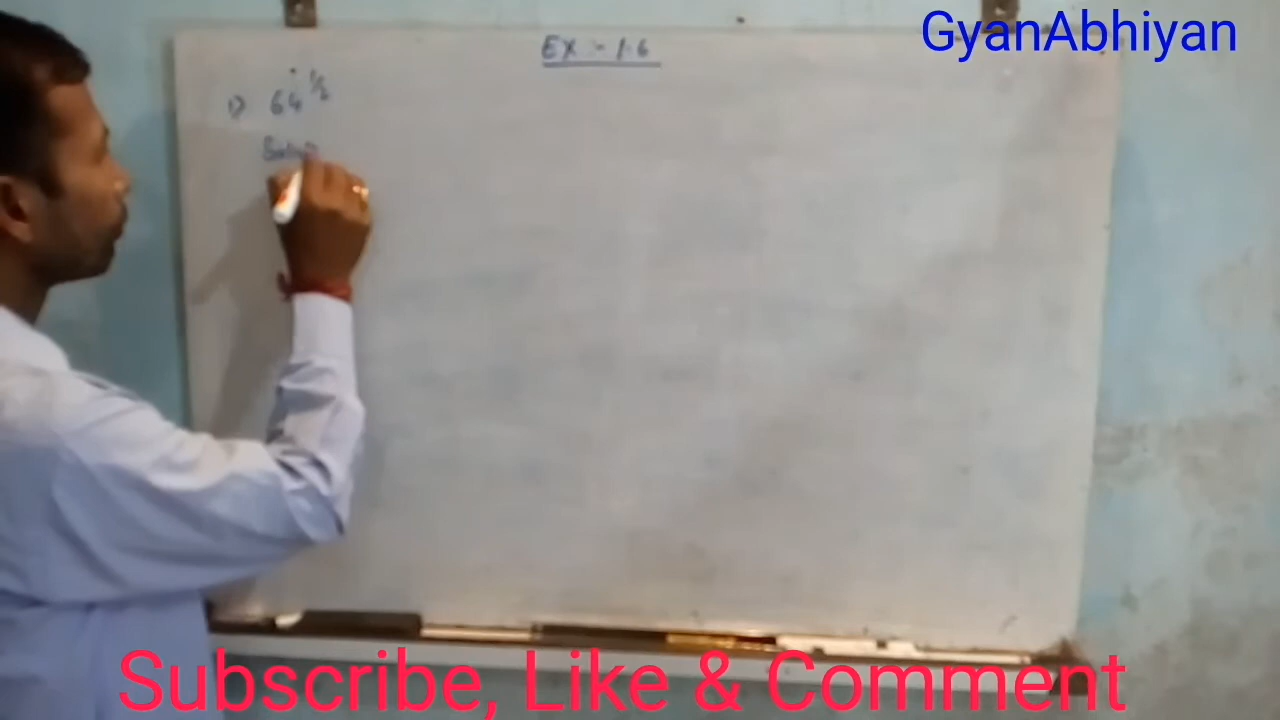 GyanAbhiyan
EX :- 1.6
1) 64 1/2
Subscribe, Like & Comment